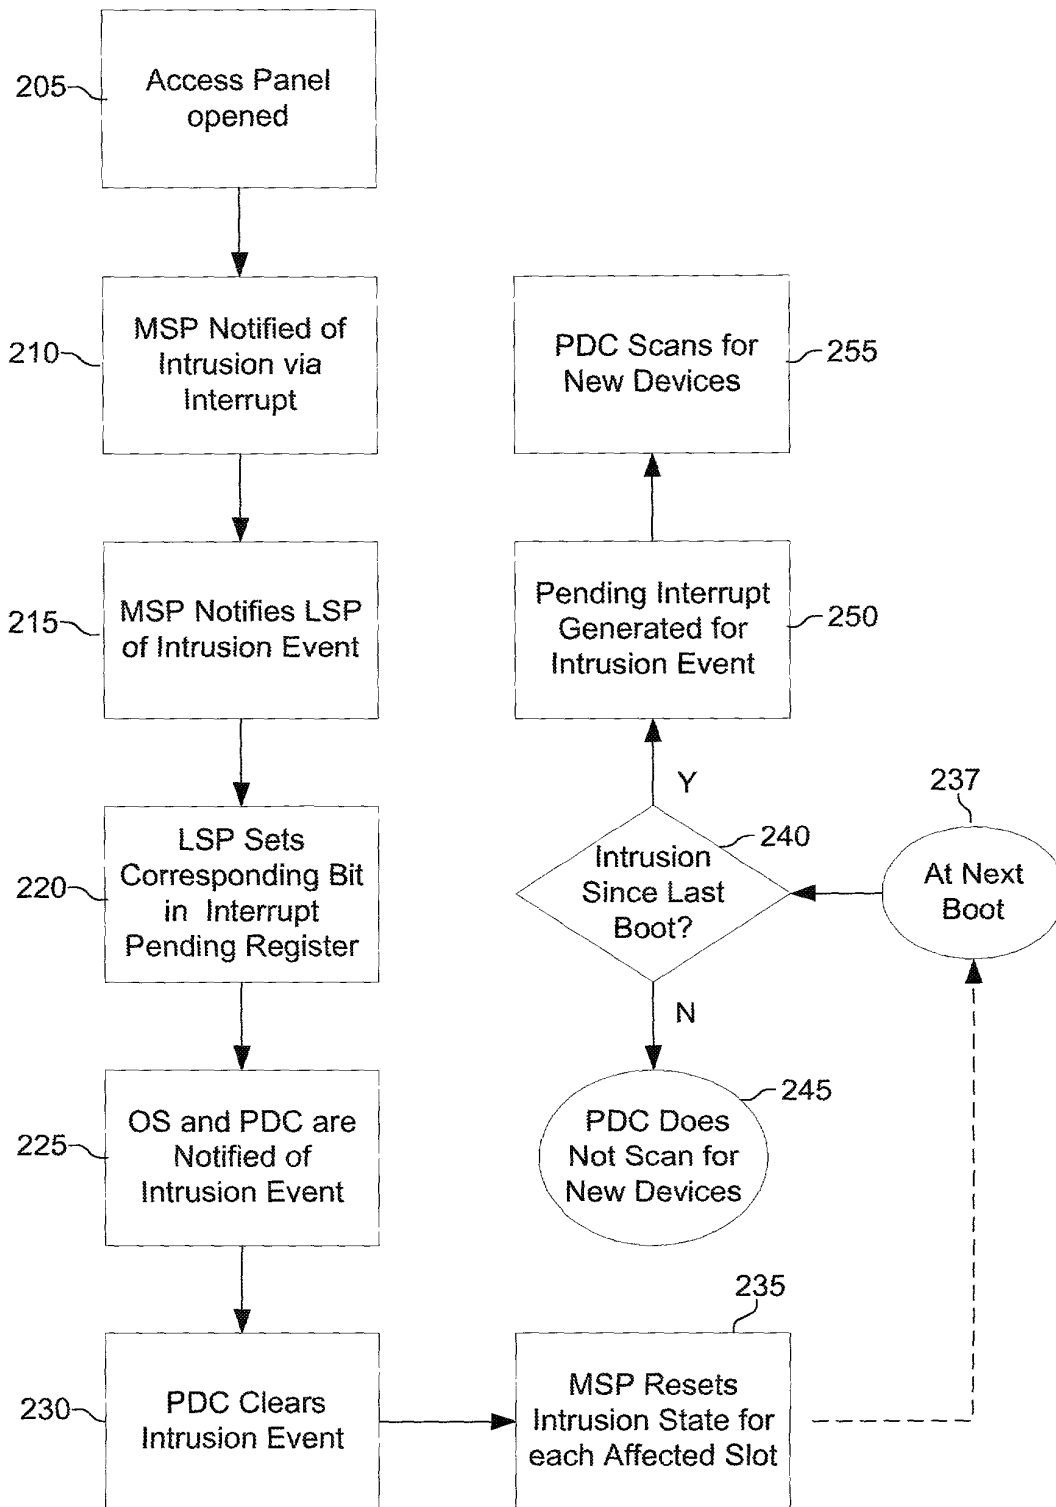 205
Access Panel
opened
210
MSP Notified of
Intrusion via
Interrupt
215
MSP Notifies LSP
of Intrusion Event
220
LSP Sets
Corresponding Bit
in Interrupt
Pending Register
225
OS and PDC are
Notified of
Intrusion Event
230
PDC Clears
Intrusion Event
235
MSP Resets
Intrusion State for
each Affected Slot
237
At Next
Boot
240
Intrusion
Since Last
Boot?
N
245
PDC Does
Not Scan for
New Devices
Y
250
Pending Interrupt
Generated for
Intrusion Event
255
PDC Scans for
New Devices